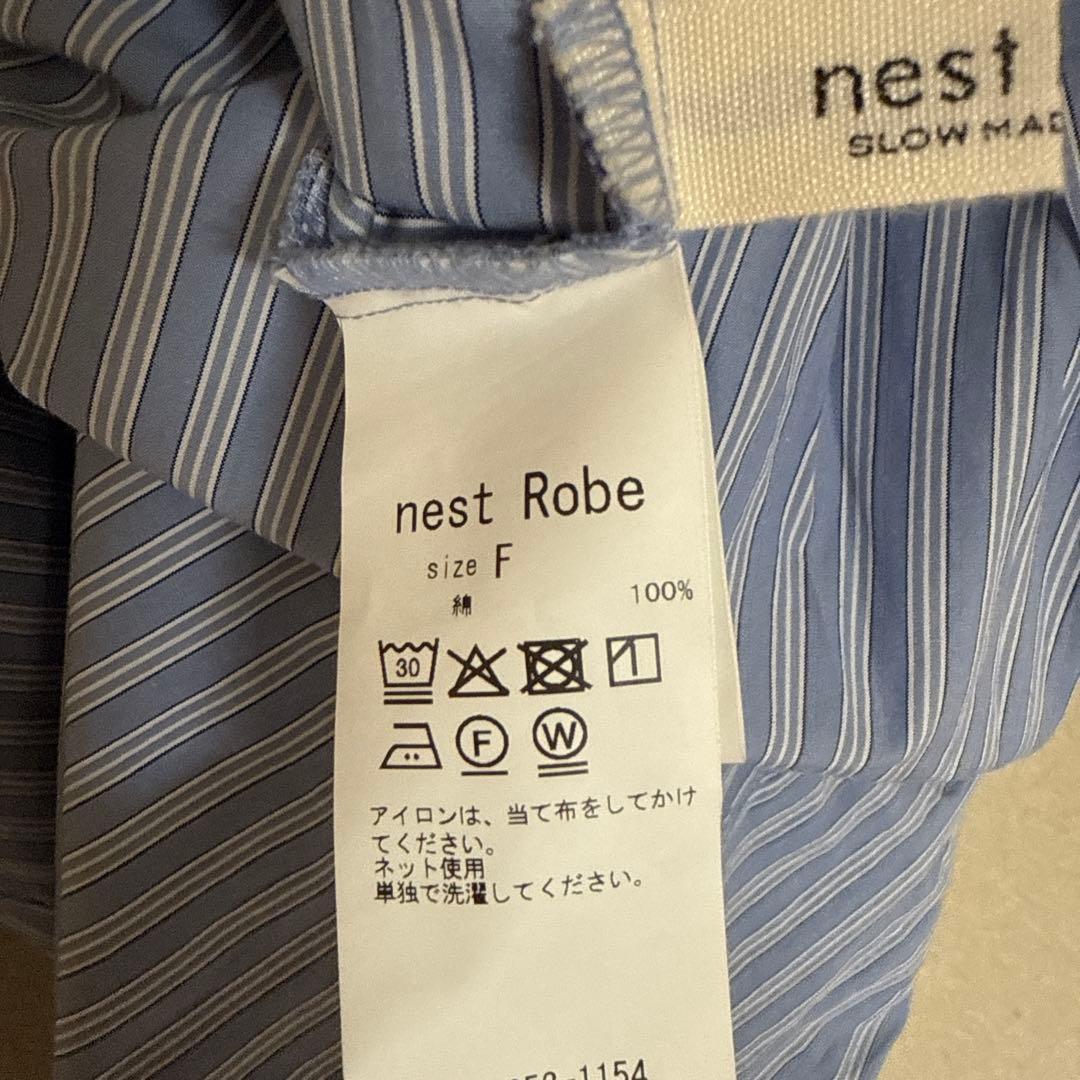 nest
SLOW MAD
nest Robe
size F
綿 100%
30
F W
アイロンは、当て布をしてかけ
てください。
ネット使用
単独で洗濯してください。
-1154